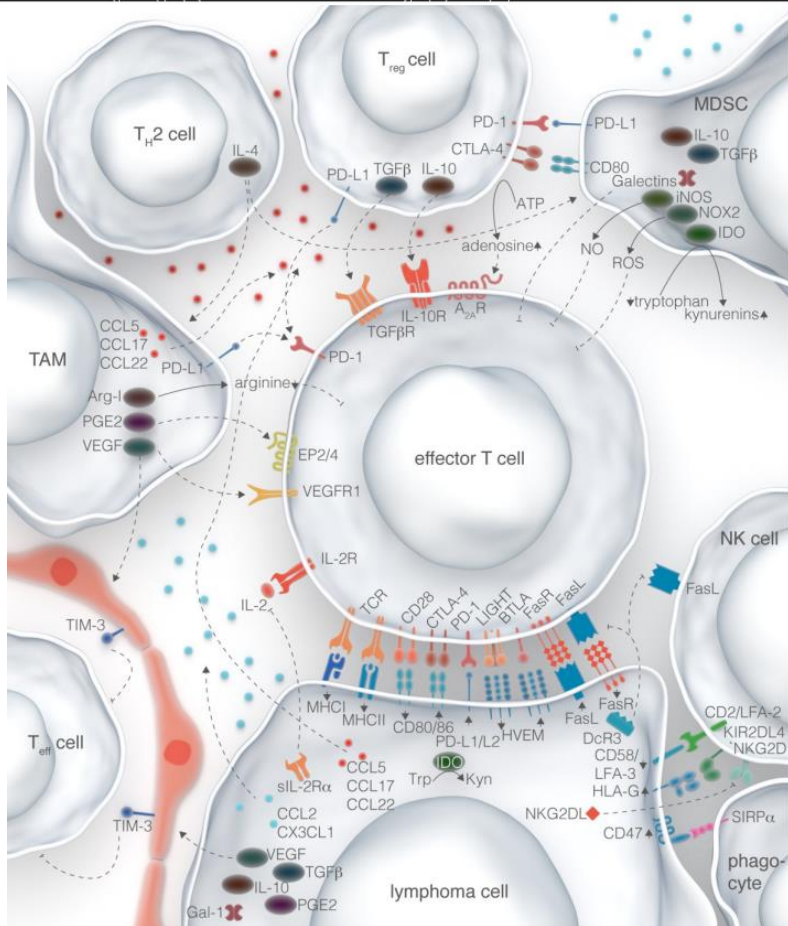 T_H2 cell
IL-4
T_reg cell
PD-L1
TGFβ
IL-10
PD-1
CTLA-4
PD-L1
CD80
MDSC
IL-10
TGFβ
Galectins
iNOS
NOX2
IDO
ATP
adenosine
NO
ROS
tryptophan
kynurenins
TGFβR
IL-10R
A_2AR
TAM
CCL5
CCL17
CCL22
PD-L1
PD-1
Arg-I
arginine
PGE2
VEGF
EP2/4
VEGFR1
effector T cell
IL-2R
IL-2
TCR
CD28
CTLA-4
PD-1
LIGHT
BTLA
FasR
FasL
NK cell
FasL
TIM-3
T_eff cell
TIM-3
MHCI
MHCII
CD80/86
PD-L1/L2
HVEM
FasL
FasR
DcR3
CD58/
LFA-3
HLA-G
CD2/LFA-2
KIR2DL4
NKG2D
NKG2DL
CD47
SIRPα
phago-
cyte
sIL-2Rα
CCL5
CCL17
CCL22
IDO
Trp
Kyn
CCL2
CX3CL1
VEGF
TGFβ
IL-10
PGE2
Gal-1
lymphoma cell